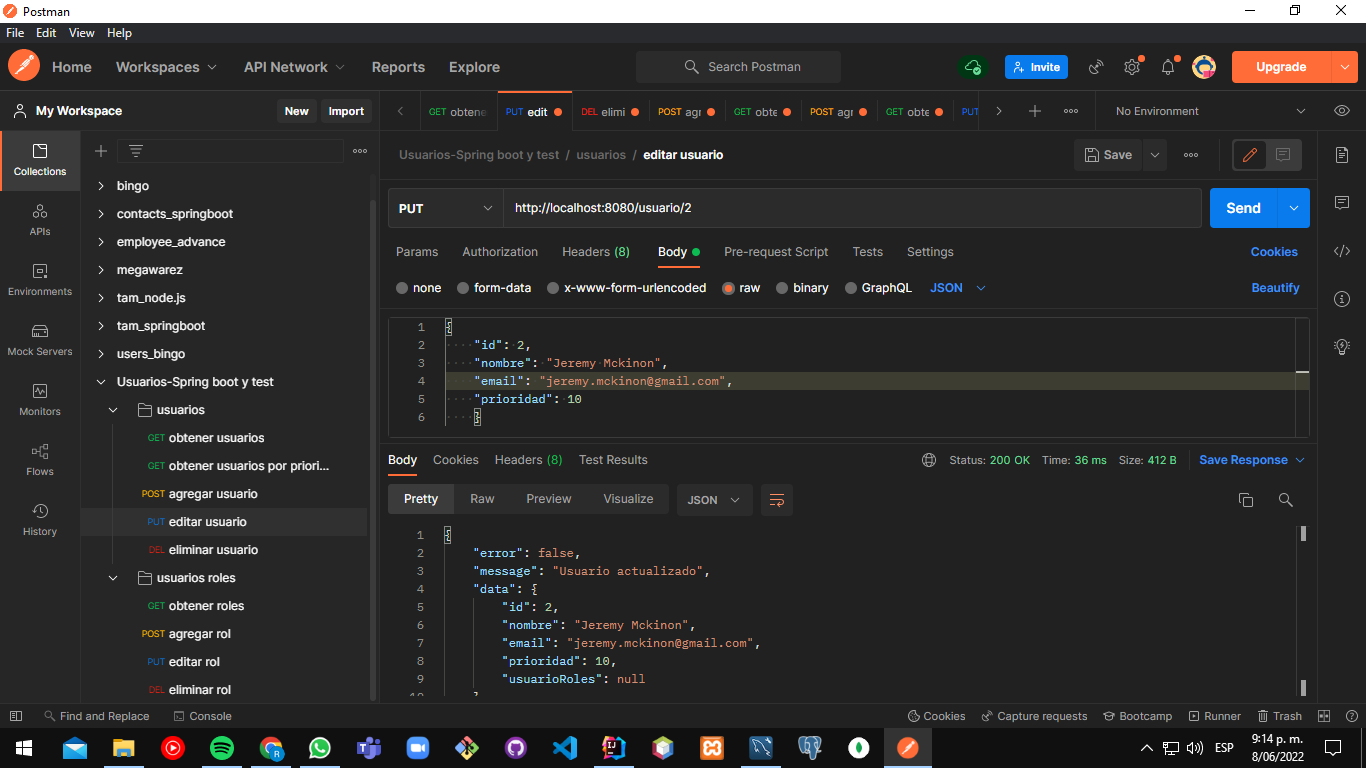 Postman
File Edit View Help
Home Workspaces API Network Reports Explore Search Postman Invite Upgrade
My Workspace New Import
GET obtene PUT edit DEL elimi POST agr GET obte POST agr GET obte PUT No Environment
Collections
APIs
Environments
Mock Servers
Monitors
Flows
History
bingo
contacts_springboot
employee_advance
megawarez
tam_node.js
tam_springboot
users_bingo
Usuarios-Spring boot y test
usuarios
GET obtener usuarios
GET obtener usuarios por priori...
POST agregar usuario
PUT editar usuario
DEL eliminar usuario
usuarios roles
GET obtener roles
POST agregar rol
PUT editar rol
DEL eliminar rol
Usuarios-Spring boot y test / usuarios / editar usuario Save
PUT http://localhost:8080/usuario/2 Send
Params Authorization Headers (8) Body Pre-request Script Tests Settings Cookies
none form-data x-www-form-urlencoded raw binary GraphQL JSON Beautify
1 {
2 "id": 2,
3 "nombre": "Jeremy Mckinon",
4 "email": "jeremy.mckinon@gmail.com",
5 "prioridad": 10
6 }
Body Cookies Headers (8) Test Results Status: 200 OK Time: 36 ms Size: 412 B Save Response
Pretty Raw Preview Visualize JSON
1 {
2 "error": false,
3 "message": "Usuario actualizado",
4 "data": {
5 "id": 2,
6 "nombre": "Jeremy Mckinon",
7 "email": "jeremy.mckinon@gmail.com",
8 "prioridad": 10,
9 "usuarioRoles": null
10 }
Find and Replace Console Cookies Capture requests Bootcamp Runner Trash
ESP 9:14 p. m.
8/06/2022